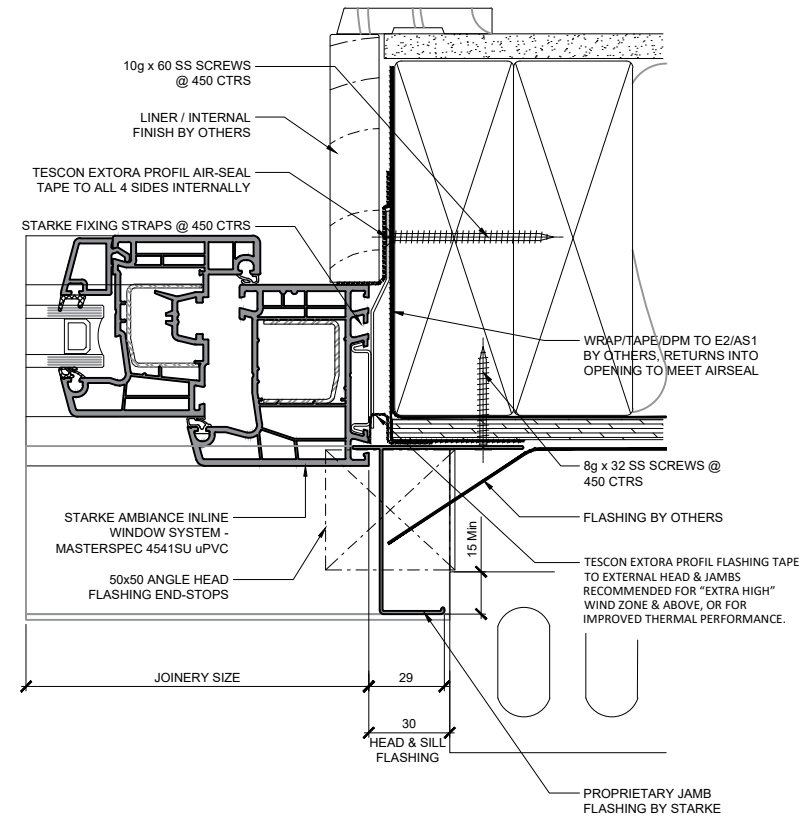 10g x 60 SS SCREWS
@ 450 CTRS
LINER / INTERNAL
FINISH BY OTHERS
TESCON EXTORA PROFIL AIR-SEAL
TAPE TO ALL 4 SIDES INTERNALLY
STARKE FIXING STRAPS @ 450 CTRS
WRAP/TAPE/DPM TO E2/AS1
BY OTHERS, RETURNS INTO
OPENING TO MEET AIRSEAL
8g x 32 SS SCREWS @
450 CTRS
FLASHING BY OTHERS
STARKE AMBIANCE INLINE
WINDOW SYSTEM -
MASTERSPEC 4541SU uPVC
50x50 ANGLE HEAD
FLASHING END-STOPS
15 Min
TESCON EXTORA PROFIL FLASHING TAPE
TO EXTERNAL HEAD & JAMBS
RECOMMENDED FOR "EXTRA HIGH"
WIND ZONE & ABOVE, OR FOR
IMPROVED THERMAL PERFORMANCE.
JOINERY SIZE
29
30
HEAD & SILL
FLASHING
PROPRIETARY JAMB
FLASHING BY STARKE